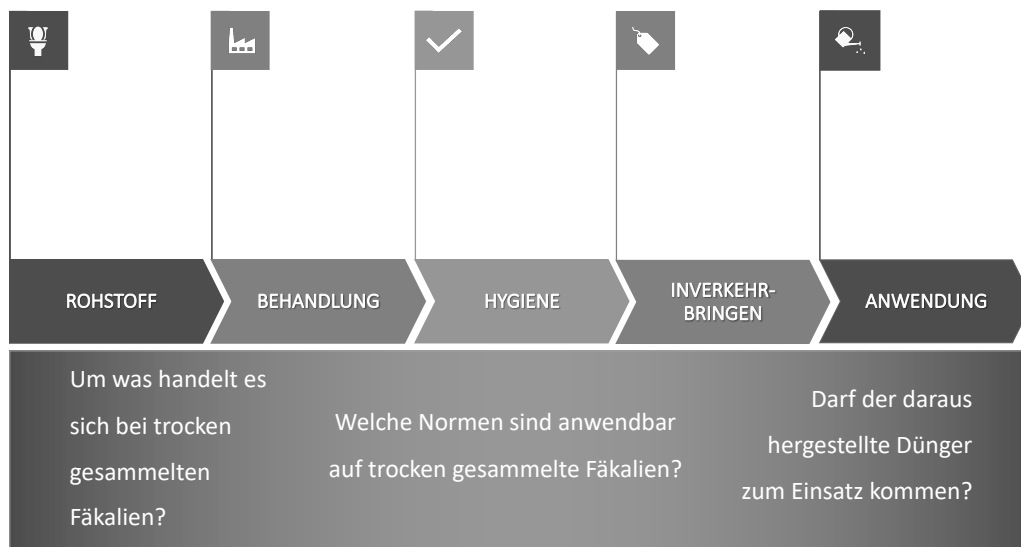 ROHSTOFF
BEHANDLUNG
HYGIENE
INVERKEHR-
BRINGEN
ANWENDUNG
Um was handelt es
sich bei trocken
gesammelten
Fäkalien?
Welche Normen sind anwendbar
auf trocken gesammelte Fäkalien?
Darf der daraus
hergestellte Dünger
zum Einsatz kommen?